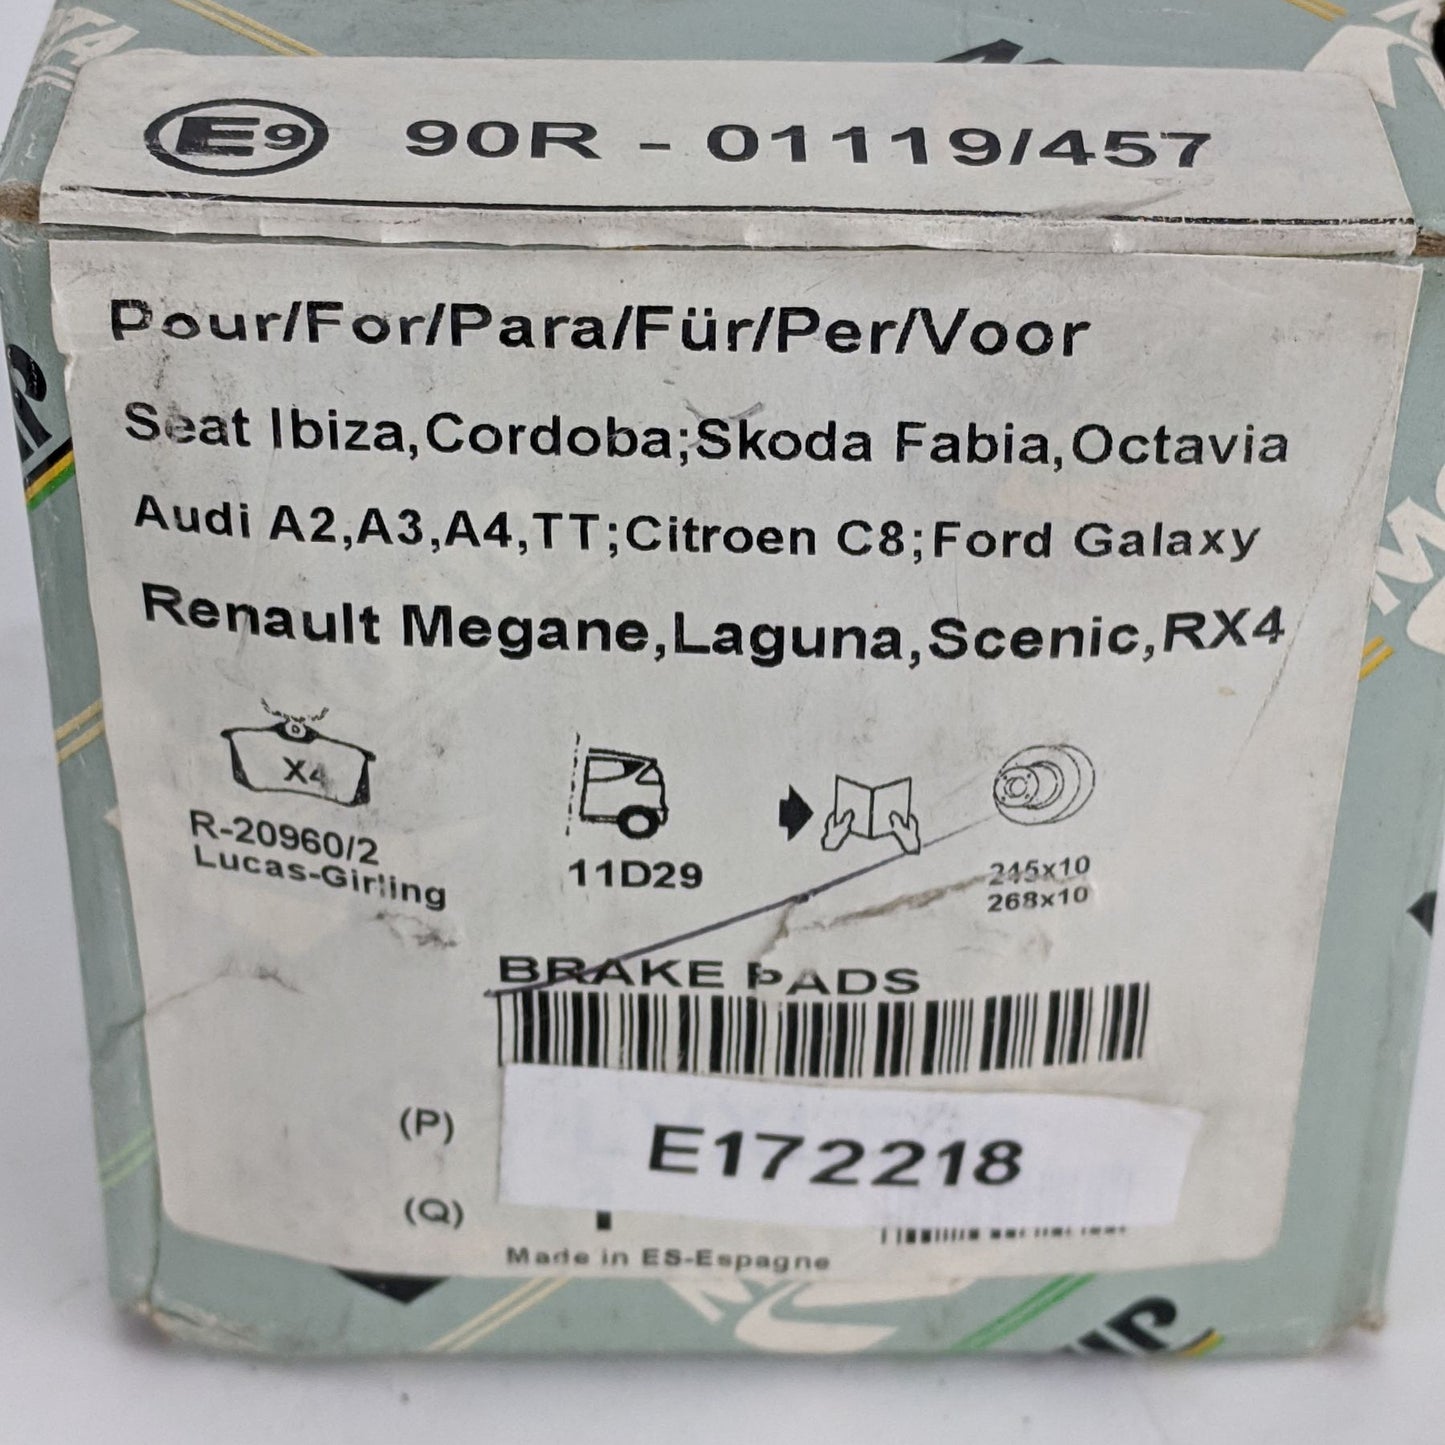 E9 90R - 01119/457
Pour/For/Para/Für/Per/Voor
Seat Ibiza,Cordoba;Skoda Fabia,Octavia
Audi A2,A3,A4,TT;Citroen C8;Ford Galaxy
Renault Megane,Laguna,Scenic,RX4
X4
R-20960/2
Lucas-Girling
11D29
245x10
268x10
BRAKE PADS
(P)
E172218
(Q)
Made in ES-Espagne